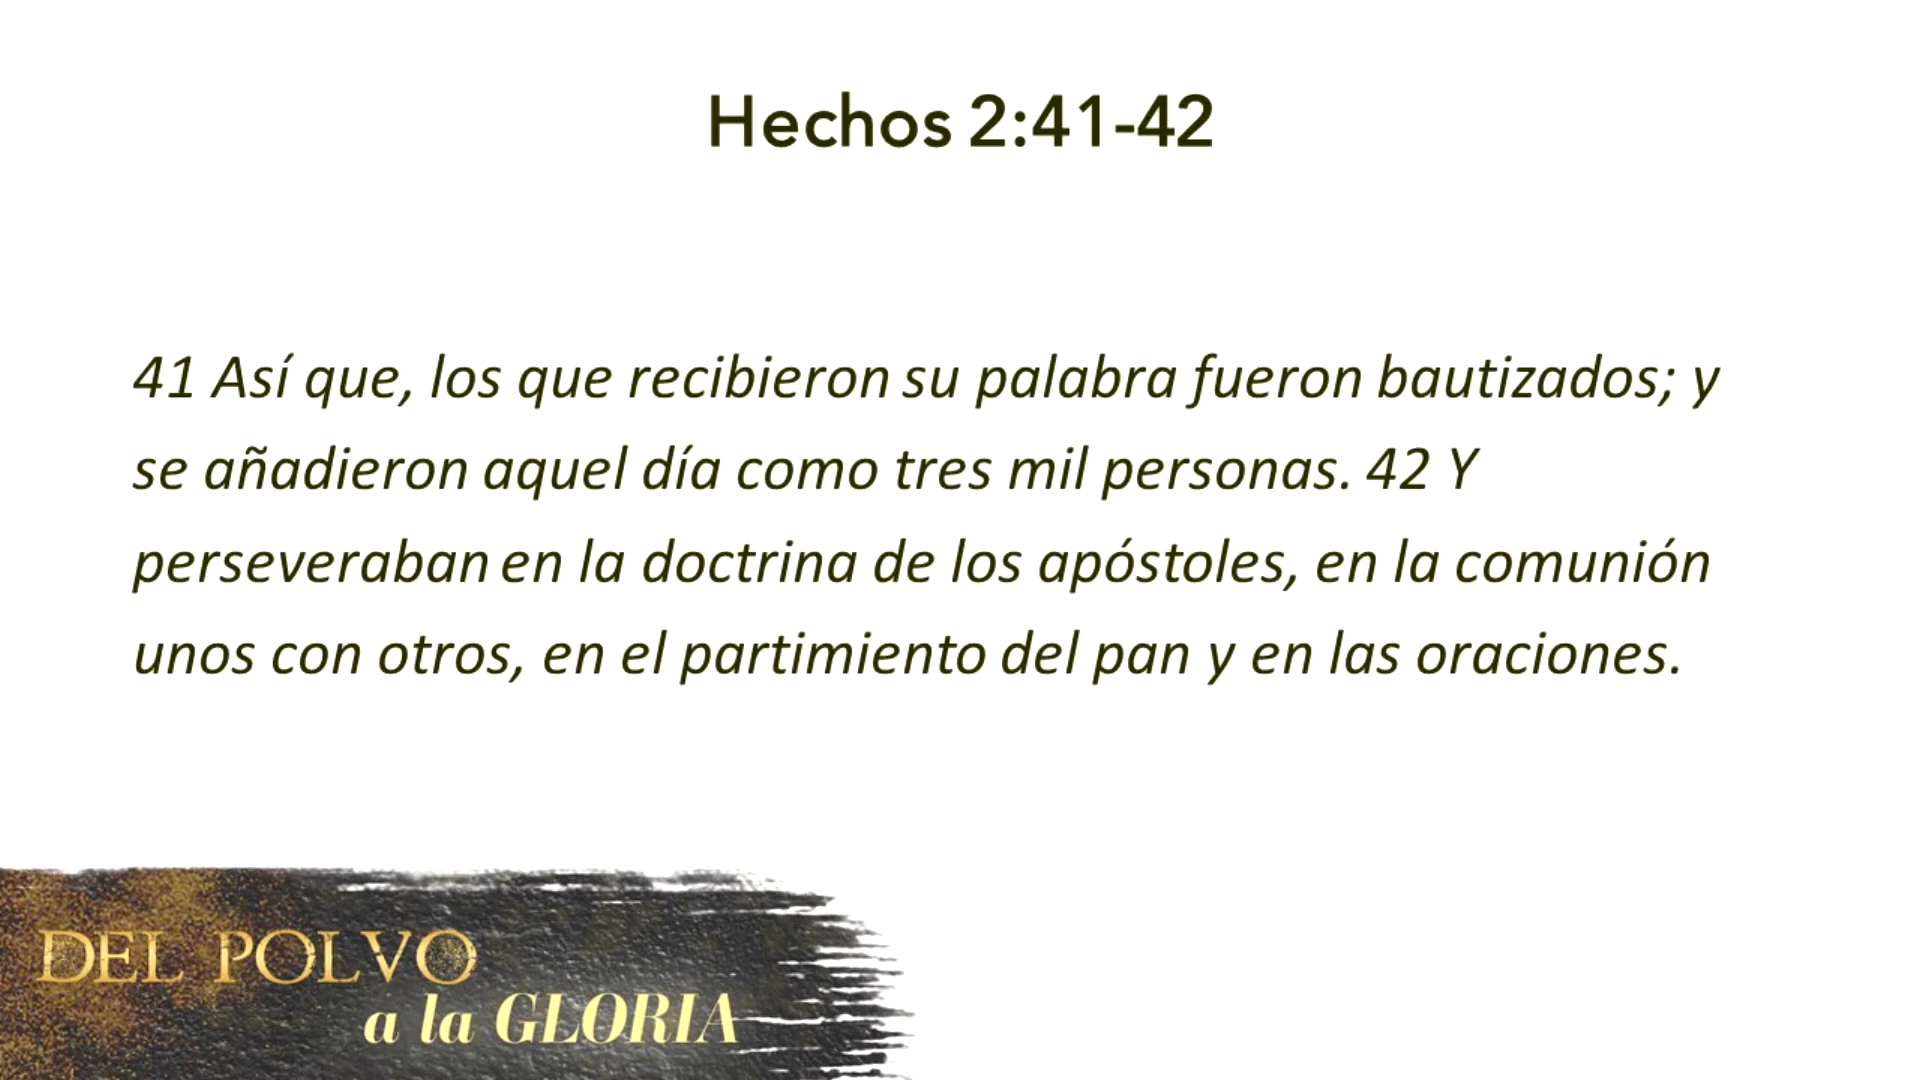 Hechos 2:41-42
41 Así que, los que recibieron su palabra fueron bautizados; y
se añadieron aquel día como tres mil personas. 42 Y
perseveraban en la doctrina de los apóstoles, en la comunión
unos con otros, en el partimiento del pan y en las oraciones.
DEL POLVO
a la GLORIA